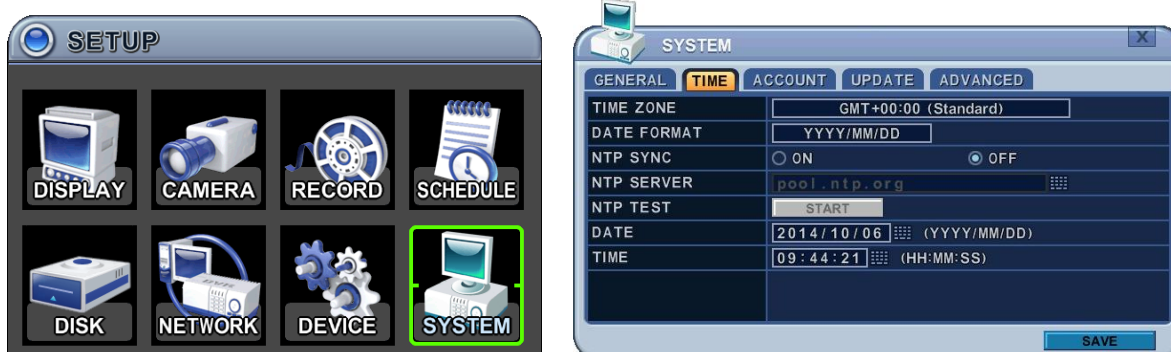 SETUP
DISPLAY CAMERA RECORD SCHEDULE
DISK NETWORK DEVICE SYSTEM
SYSTEM X
GENERAL TIME ACCOUNT UPDATE ADVANCED
TIME ZONE GMT+00:00 (Standard)
DATE FORMAT YYYY/MM/DD
NTP SYNC ON OFF
NTP SERVER pool.ntp.org
NTP TEST START
DATE 2014/10/06 (YYYY/MM/DD)
TIME 09:44:21 (HH:MM:SS)
SAVE